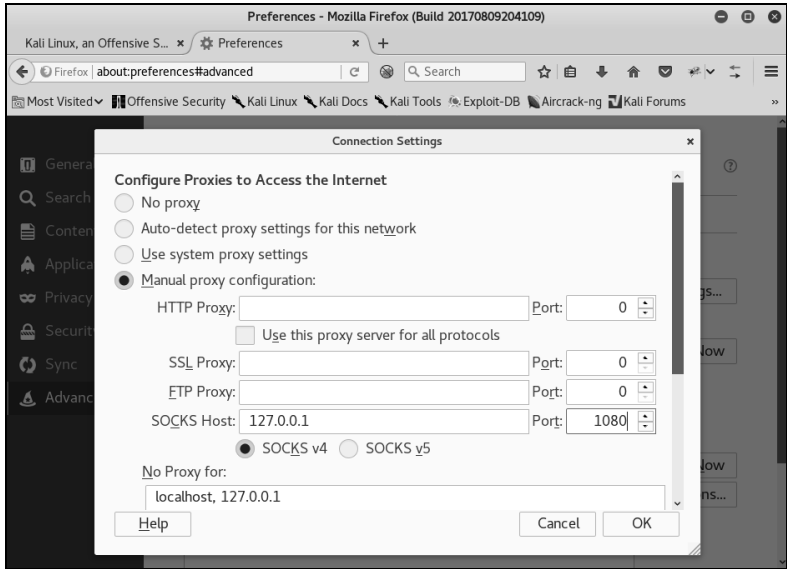 Preferences - Mozilla Firefox (Build 20170809204109)
Kali Linux, an Offensive S... × Preferences × +
Firefox about:preferences#advanced Search
Most Visited Offensive Security Kali Linux Kali Docs Kali Tools Exploit-DB Aircrack-ng Kali Forums »
Connection Settings ×
General
Search
Conten
Applica
Privacy
Securit
Sync
Advanc
Configure Proxies to Access the Internet
No proxy
Auto-detect proxy settings for this network
Use system proxy settings
Manual proxy configuration:
HTTP Proxy: Port: 0
Use this proxy server for all protocols
SSL Proxy: Port: 0
FTP Proxy: Port: 0
SOCKS Host: 127.0.0.1 Port: 1080
SOCKS v4 SOCKS v5
No Proxy for:
localhost, 127.0.0.1
Help Cancel OK
gs...
Now
Now
ns...